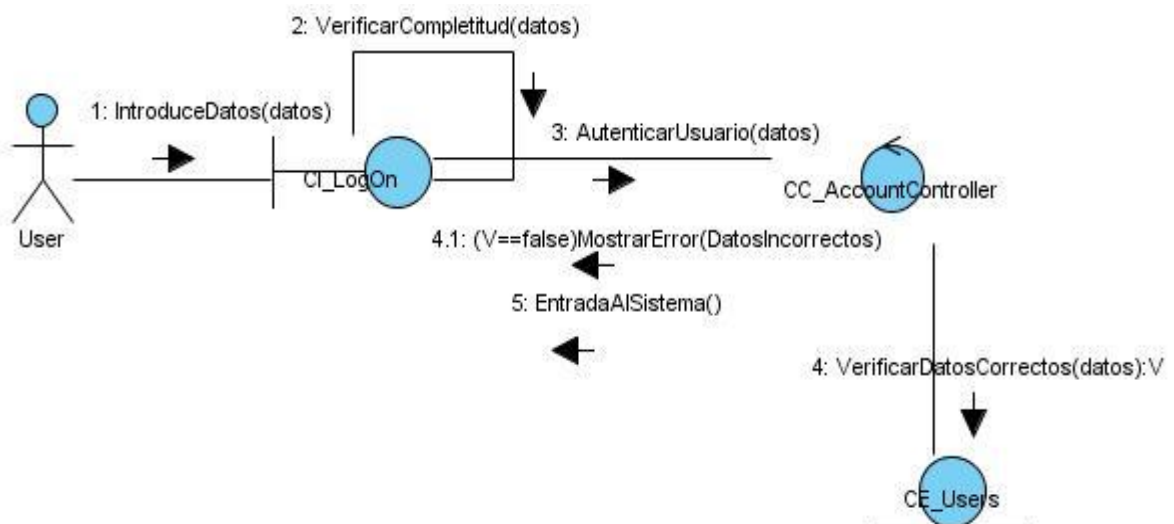 2: VerificarCompletitud(datos)
1: IntroduceDatos(datos)
3: AutenticarUsuario(datos)
CI_LogOn
CC_AccountController
User
4.1: (V==false)MostrarError(DatosIncorrectos)
5: EntradaAlSistema()
4: VerificarDatosCorrectos(datos):V
CE_Users